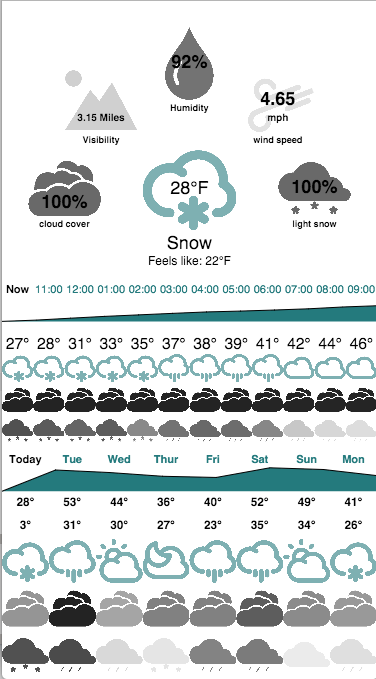 92%
Humidity
3.15 Miles
Visibility
4.65
mph
wind speed
100%
cloud cover
28°F
Snow
Feels like: 22°F
100%
light snow
Now 11:00 12:00 01:00 02:00 03:00 04:00 05:00 06:00 07:00 08:00 09:00
27° 28° 31° 33° 35° 37° 38° 39° 41° 42° 44° 46°
Today Tue Wed Thur Fri Sat Sun Mon
28° 53° 44° 36° 40° 52° 49° 41°
3° 31° 30° 27° 23° 35° 34° 26°